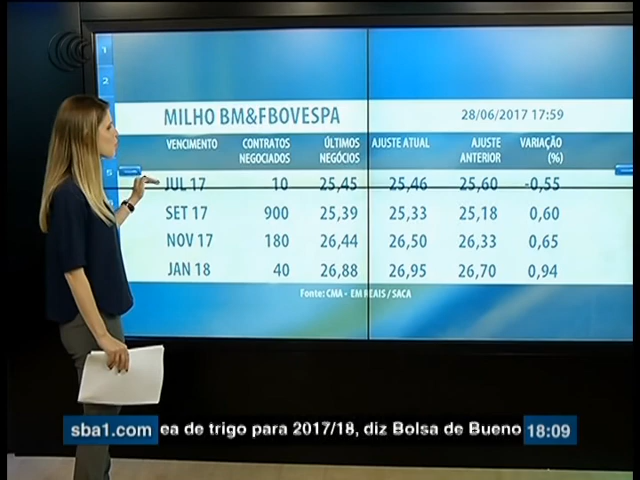 1
2
MILHO BM&FBOVESPA 28/06/2017 17:59
VENCIMENTO CONTRATOS NEGOCIADOS ÚLTIMOS NEGÓCIOS AJUSTE ATUAL AJUSTE ANTERIOR VARIAÇÃO (%)
5
JUL 17 10 25,45 25,46 25,60 -0,55
SET 17 900 25,39 25,33 25,18 0,60
NOV 17 180 26,44 26,50 26,33 0,65
JAN 18 40 26,88 26,95 26,70 0,94
Fonte: CMA - EM REAIS / SACA
sba1.com ea de trigo para 2017/18, diz Bolsa de Bueno 18:09